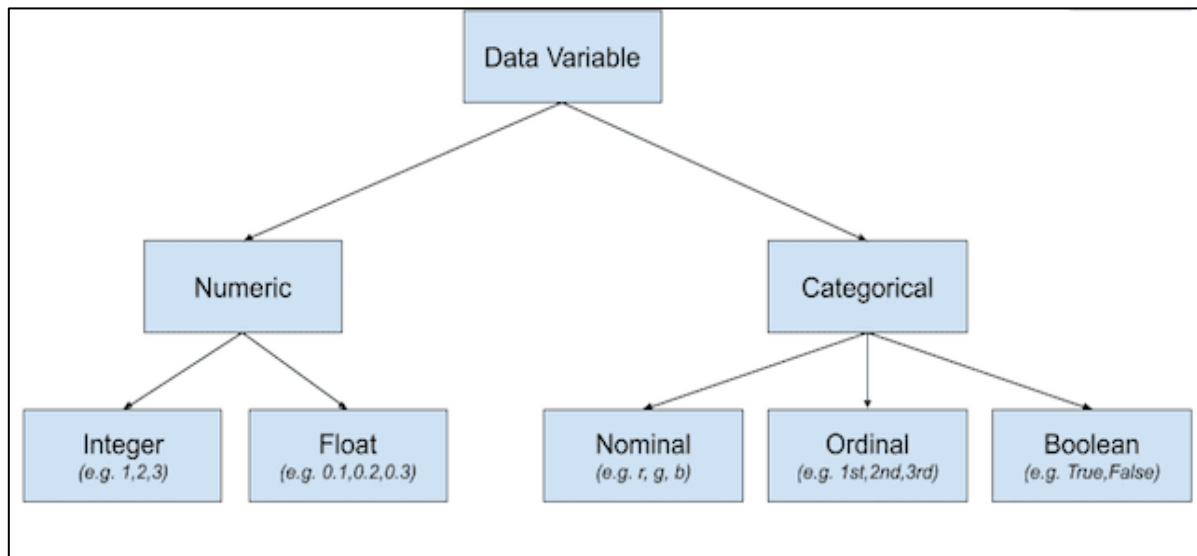 Data Variable
Numeric
Categorical
Integer
(e.g. 1,2,3)
Float
(e.g. 0.1,0.2,0.3)
Nominal
(e.g. r, g, b)
Ordinal
(e.g. 1st,2nd,3rd)
Boolean
(e.g. True,False)